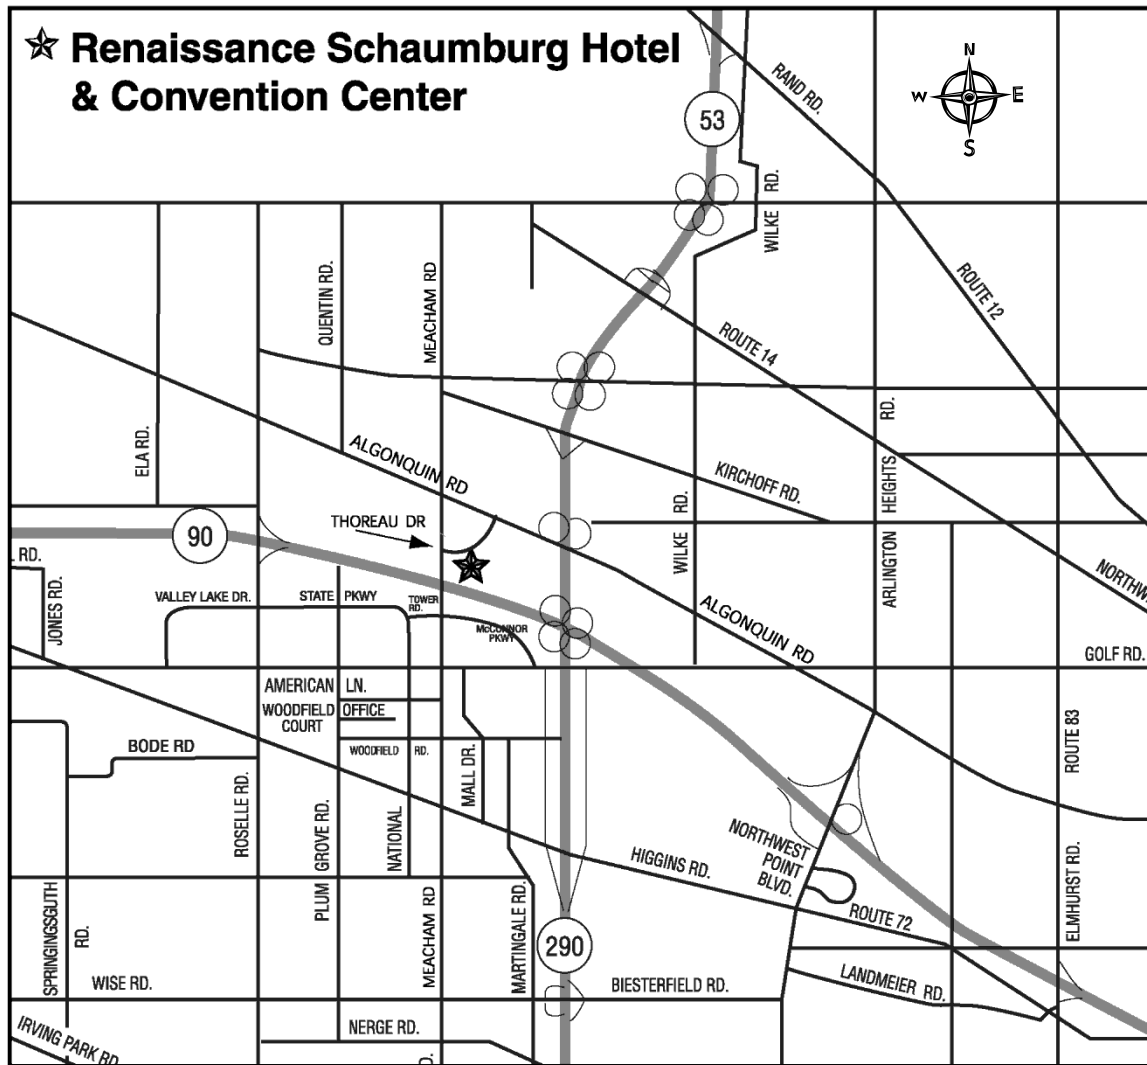 Renaissance Schaumburg Hotel
& Convention Center
N
W
E
S
53
RAND RD.
WILKE RD.
ROUTE 12
QUENTIN RD.
MEACHAM RD
ROUTE 14
ELA RD.
ALGONQUIN RD
KIRCHOFF RD.
ARLINGTON HEIGHTS RD.
WILKE RD.
THOREAU DR
90
L RD.
JONES RD.
VALLEY LAKE DR.
STATE PKWY
TOWER
RD.
McCONNOR
PKWY
ALGONQUIN RD
NORTHW
GOLF RD.
AMERICAN LN.
WOODFIELD OFFICE
COURT
WOODFIELD RD.
BODE RD
MALL DR.
ROUTE 83
ROSELLE RD.
PLUM GROVE RD.
NATIONAL
HIGGINS RD.
NORTHWEST
POINT
BLVD.
ROUTE 72
ELMHURST RD.
SPRINGINSGUTH
RD.
MEACHAM RD
MARTINGALE RD.
290
WISE RD.
BIESTERFIELD RD.
LANDMEIER RD.
NERGE RD.
IRVING PARK RD
D.